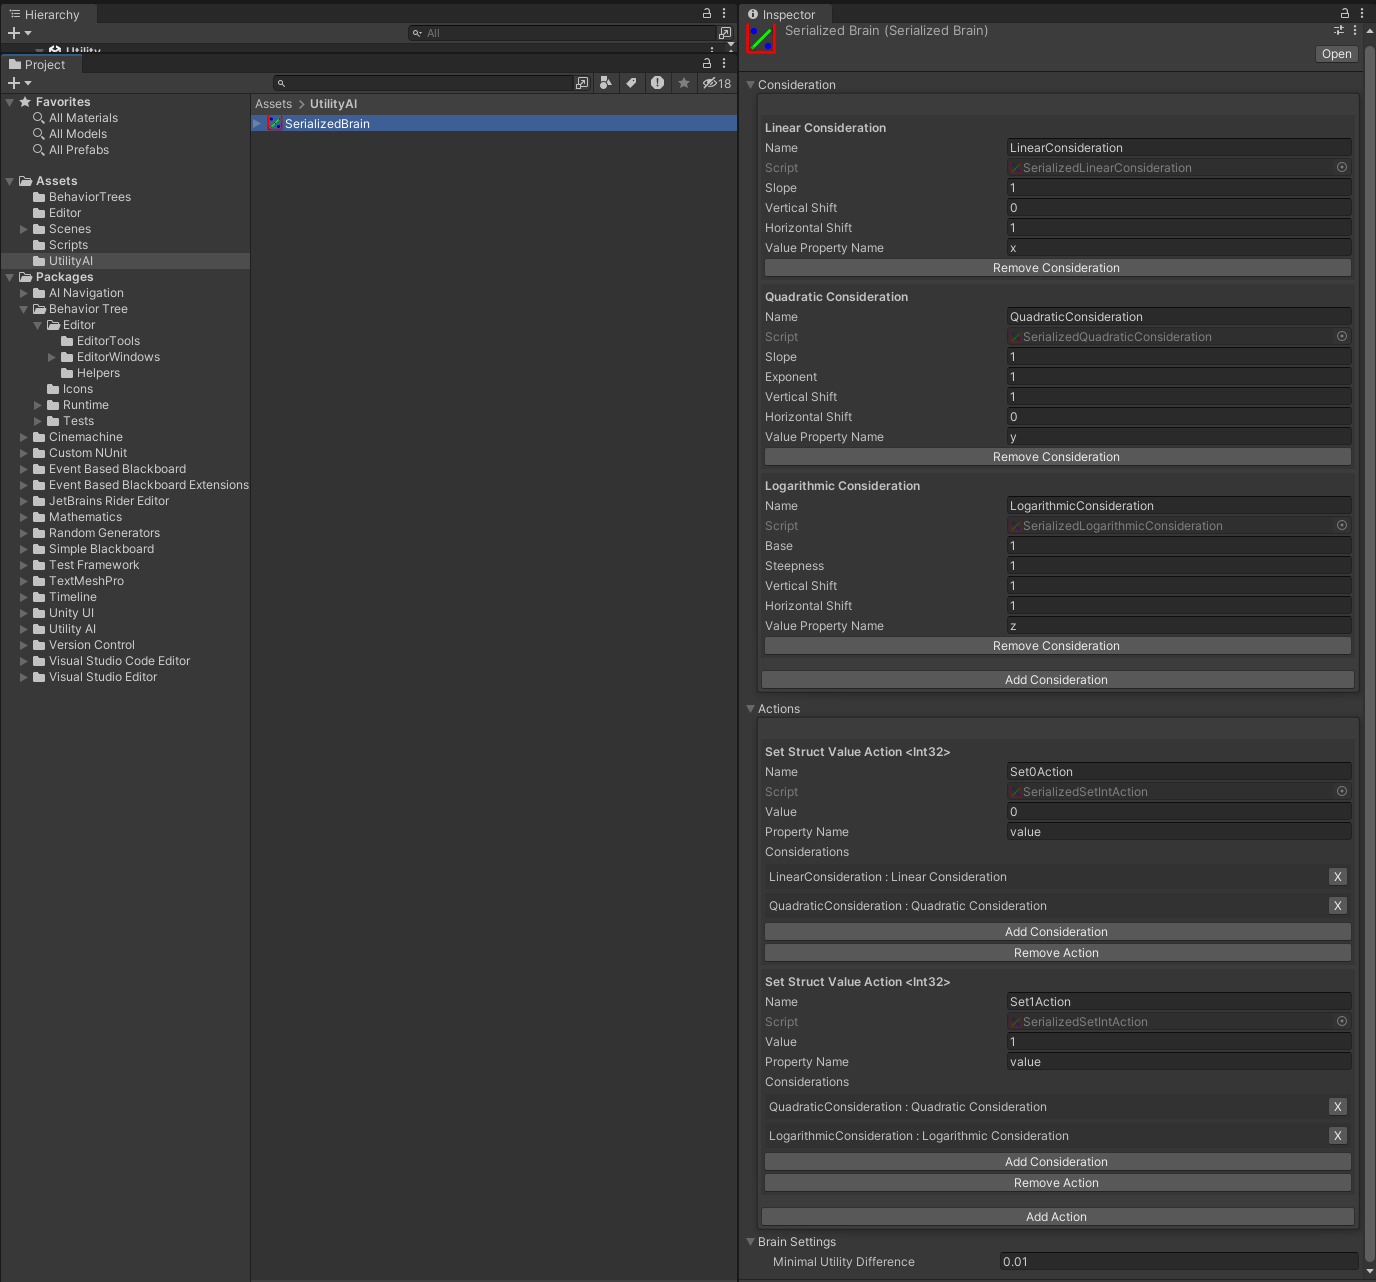 Hierarchy
All
Utility
Project
18
Favorites
All Materials
All Models
All Prefabs
Assets
BehaviorTrees
Editor
Scenes
Scripts
UtilityAI
Packages
AI Navigation
Behavior Tree
Editor
EditorTools
EditorWindows
Helpers
Icons
Runtime
Tests
Cinemachine
Custom NUnit
Event Based Blackboard
Event Based Blackboard Extensions
JetBrains Rider Editor
Mathematics
Random Generators
Simple Blackboard
Test Framework
TextMeshPro
Timeline
Unity UI
Utility AI
Version Control
Visual Studio Code Editor
Visual Studio Editor
Assets > UtilityAI
SerializedBrain
Inspector
Serialized Brain (Serialized Brain)
Open
Consideration
Linear Consideration
Name LinearConsideration
Script SerializedLinearConsideration
Slope 1
Vertical Shift 0
Horizontal Shift 1
Value Property Name x
Remove Consideration
Quadratic Consideration
Name QuadraticConsideration
Script SerializedQuadraticConsideration
Slope 1
Exponent 1
Vertical Shift 1
Horizontal Shift 0
Value Property Name y
Remove Consideration
Logarithmic Consideration
Name LogarithmicConsideration
Script SerializedLogarithmicConsideration
Base 1
Steepness 1
Vertical Shift 1
Horizontal Shift 1
Value Property Name z
Remove Consideration
Add Consideration
Actions
Set Struct Value Action <Int32>
Name Set0Action
Script SerializedSetIntAction
Value 0
Property Name value
Considerations
LinearConsideration : Linear Consideration X
QuadraticConsideration : Quadratic Consideration X
Add Consideration
Remove Action
Set Struct Value Action <Int32>
Name Set1Action
Script SerializedSetIntAction
Value 1
Property Name value
Considerations
QuadraticConsideration : Quadratic Consideration X
LogarithmicConsideration : Logarithmic Consideration X
Add Consideration
Remove Action
Add Action
Brain Settings
Minimal Utility Difference 0.01